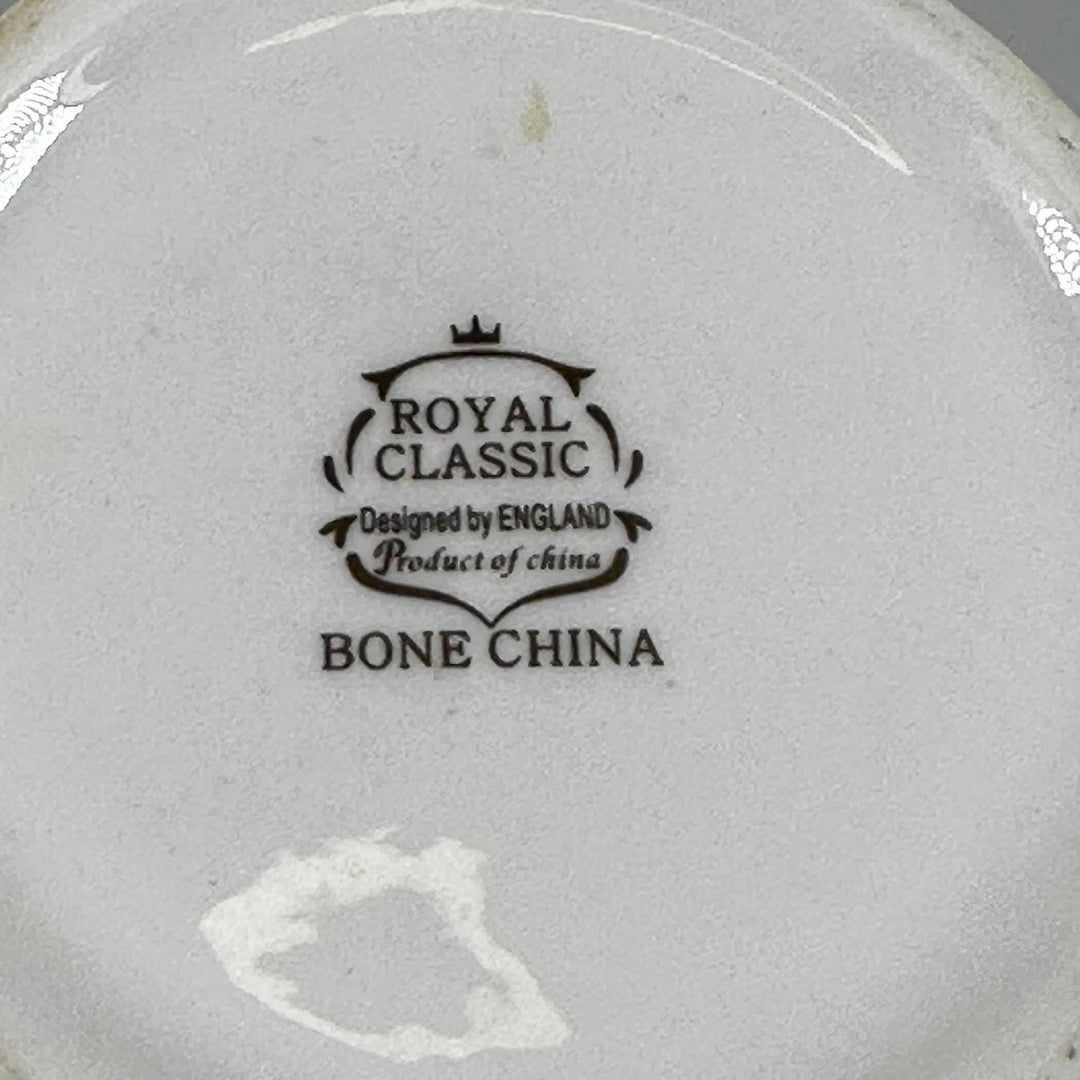 ROYAL
CLASSIC
Designed by ENGLAND
Product of china
BONE CHINA